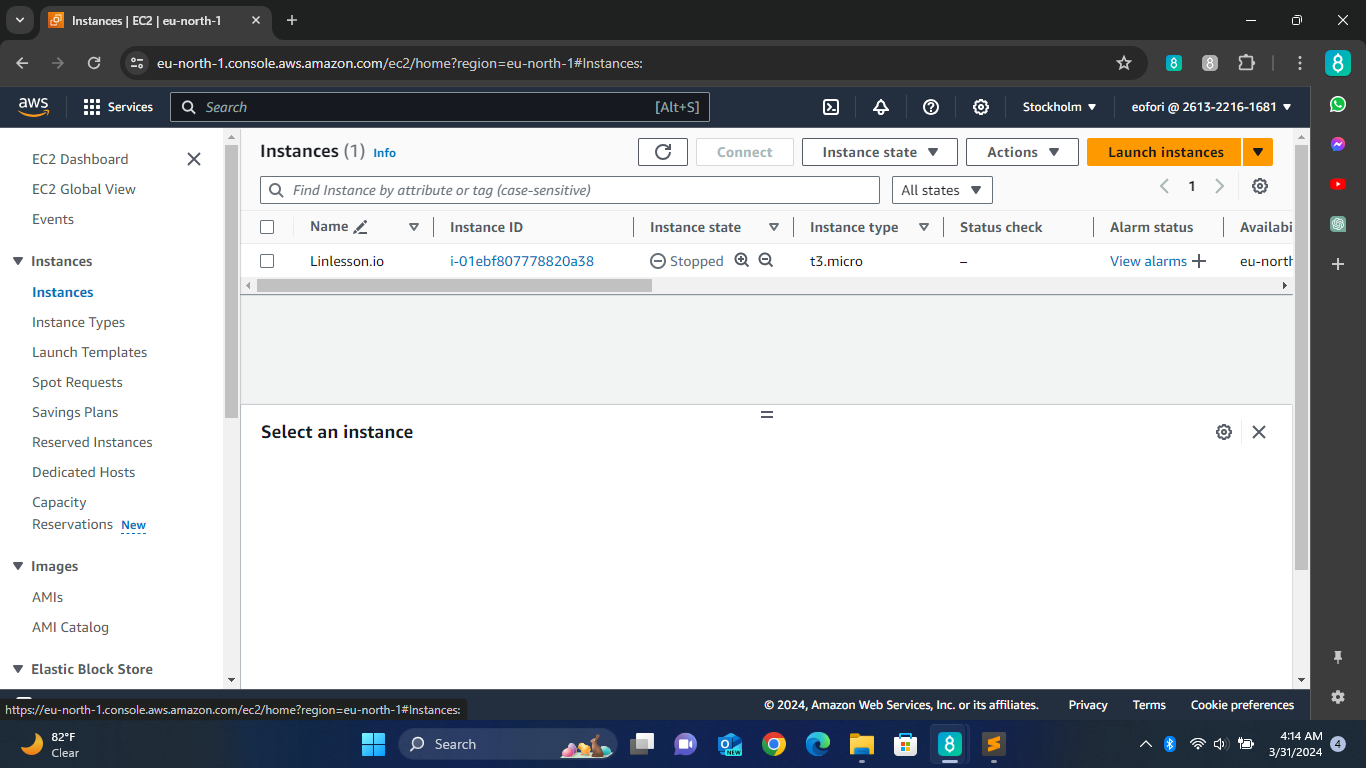 Instances | EC2 | eu-north-1
eu-north-1.console.aws.amazon.com/ec2/home?region=eu-north-1#Instances:
aws
Services
Search
[Alt+S]
Stockholm
eofori @ 2613-2216-1681
EC2 Dashboard
EC2 Global View
Events
Instances
Instances
Instance Types
Launch Templates
Spot Requests
Savings Plans
Reserved Instances
Dedicated Hosts
Capacity
Reservations New
Images
AMIs
AMI Catalog
Elastic Block Store
Instances (1) Info
Connect
Instance state
Actions
Launch instances
Find Instance by attribute or tag (case-sensitive)
All states
1
Name Instance ID Instance state Instance type Status check Alarm status Availabi
Linlesson.io i-01ebf807778820a38 Stopped t3.micro – View alarms + eu-north
Select an instance
https://eu-north-1.console.aws.amazon.com/ec2/home?region=eu-north-1#Instances:
© 2024, Amazon Web Services, Inc. or its affiliates.
Privacy
Terms
Cookie preferences
82°F
Clear
Search
NEW
4:14 AM
3/31/2024
4